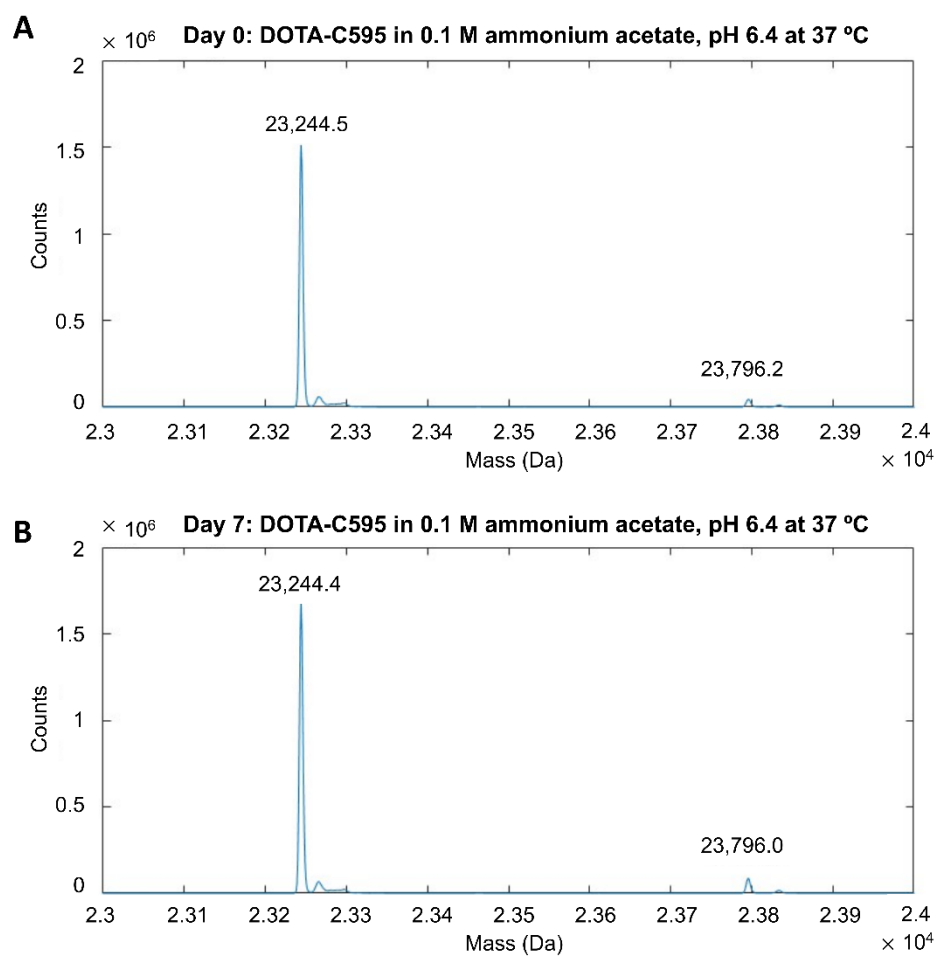 A
× 10⁶ Day 0: DOTA-C595 in 0.1 M ammonium acetate, pH 6.4 at 37 ºC
2
23,244.5
1.5
1
Counts
0.5
23,796.2
0
2.3 2.31 2.32 2.33 2.34 2.35 2.36 2.37 2.38 2.39 2.4
Mass (Da)
× 10⁴
B
× 10⁶ Day 7: DOTA-C595 in 0.1 M ammonium acetate, pH 6.4 at 37 ºC
2
23,244.4
1.5
1
Counts
0.5
23,796.0
0
2.3 2.31 2.32 2.33 2.34 2.35 2.36 2.37 2.38 2.39 2.4
Mass (Da)
× 10⁴